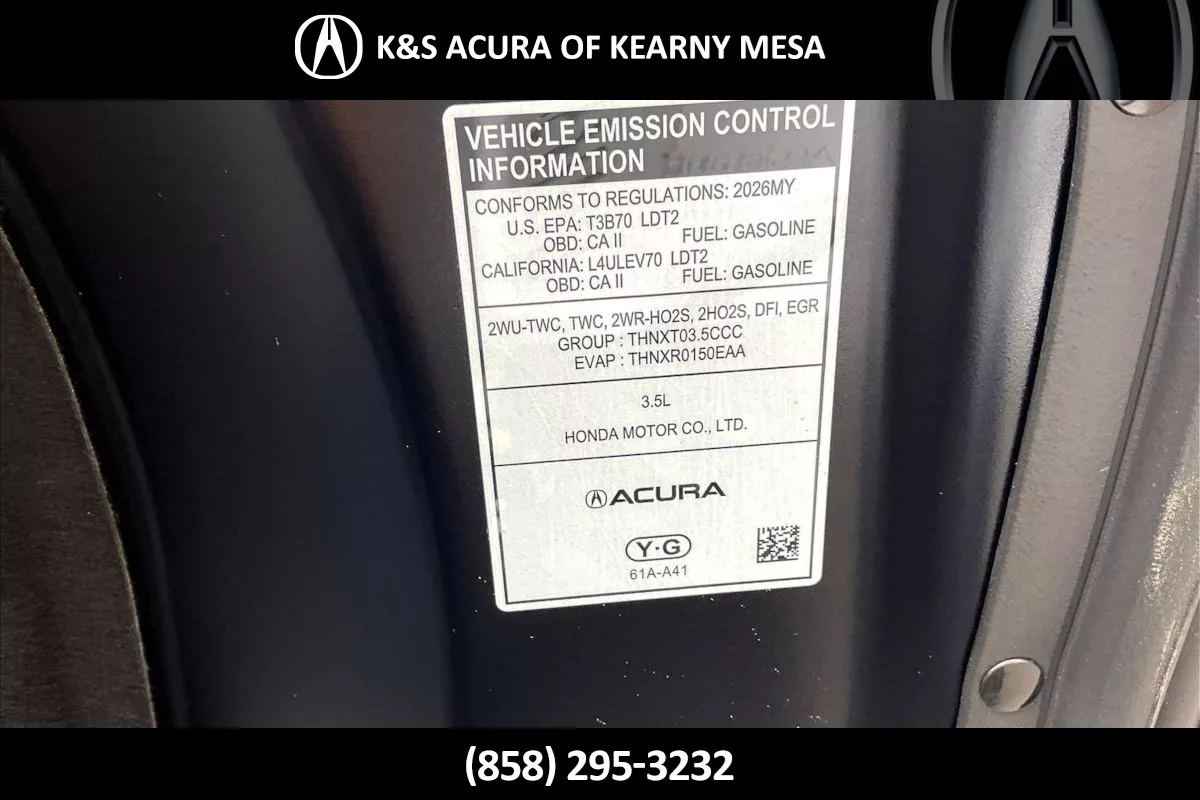 K&S ACURA OF KEARNY MESA
VEHICLE EMISSION CONTROL
INFORMATION
CONFORMS TO REGULATIONS: 2026MY
U.S. EPA: T3B70 LDT2
OBD: CA II FUEL: GASOLINE
CALIFORNIA: L4ULEV70 LDT2
OBD: CA II FUEL: GASOLINE
2WU-TWC, TWC, 2WR-HO2S, 2HO2S, DFI, EGR
GROUP : THNXT03.5CCC
EVAP : THNXR0150EAA
3.5L
HONDA MOTOR CO., LTD.
ACURA
Y·G
61A-A41
(858) 295-3232